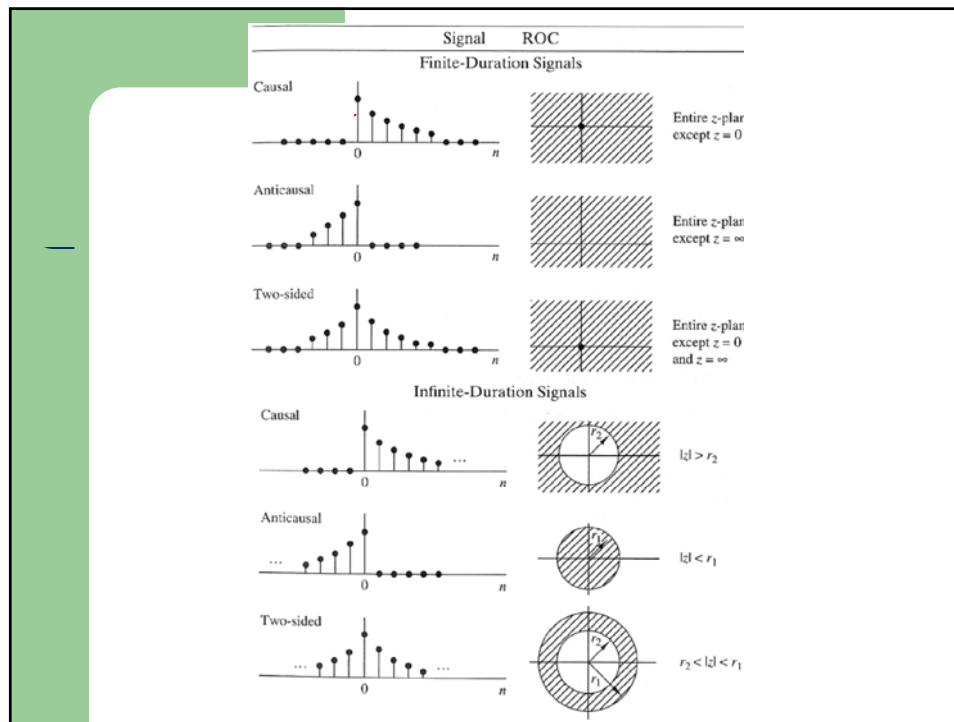 Signal ROC
Finite-Duration Signals
Causal
0
n
Entire z-plan
except z = 0
Anticausal
0
n
Entire z-plan
except z = ∞
Two-sided
0
n
Entire z-plan
except z = 0
and z = ∞
Infinite-Duration Signals
Causal
...
0
n
r₂
|z| > r₂
Anticausal
...
0
n
r₁
|z| < r₁
Two-sided
... ...
0
n
r₂
r₁
r₂ < |z| < r₁